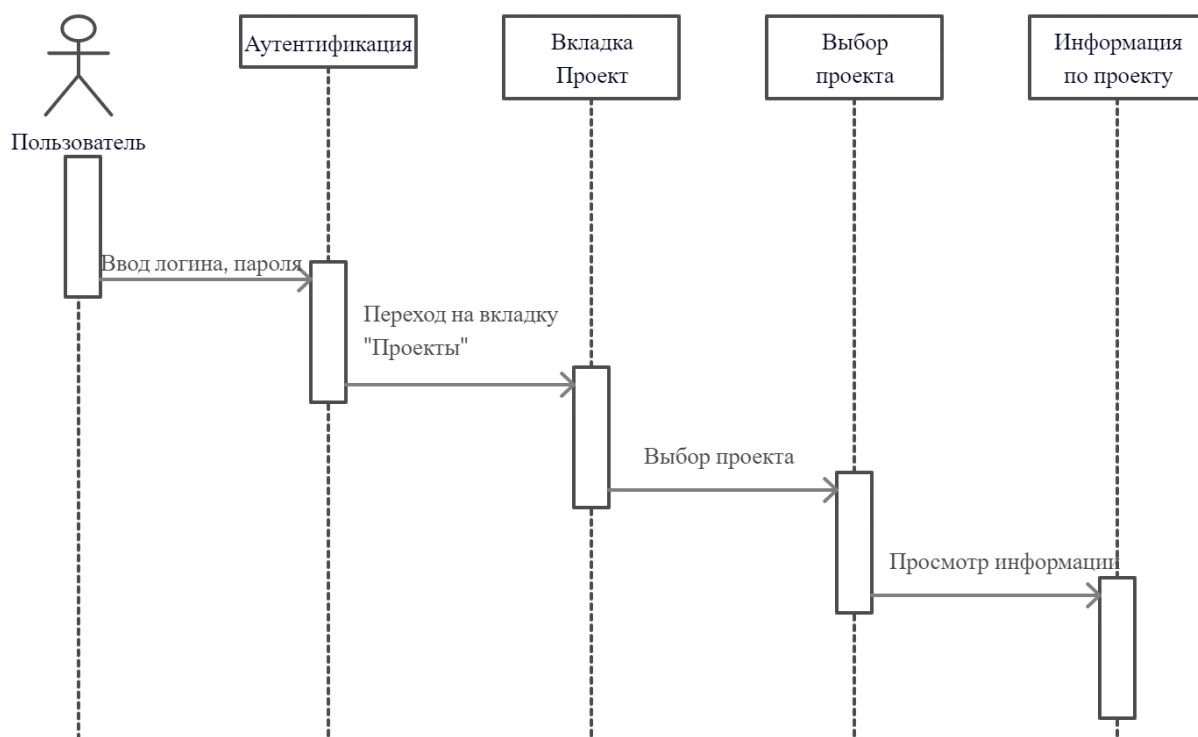 Аутентификация
Вкладка
Проект
Выбор
проекта
Информация
по проекту
Пользователь
Ввод логина, пароля
Переход на вкладку
"Проекты"
Выбор проекта
Просмотр информации